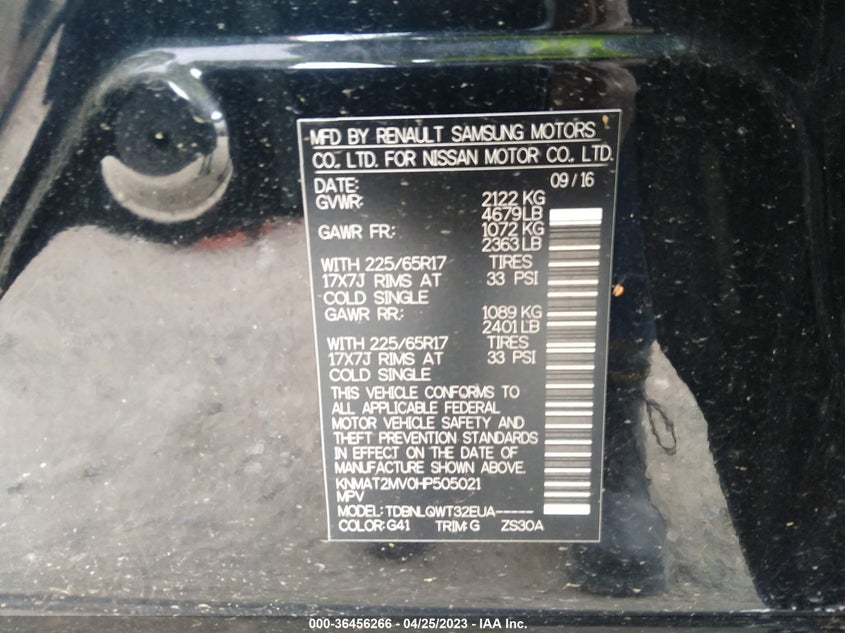 MFD BY RENAULT SAMSUNG MOTORS
CO., LTD. FOR NISSAN MOTOR CO., LTD.
DATE: 09/16
GVWR: 2122 KG
4679LB
GAWR FR: 1072 KG
2363LB
WITH 225/65R17 TIRES
17X7J RIMS AT 33 PSI
COLD SINGLE
GAWR RR: 1089 KG
2401LB
WITH 225/65R17 TIRES
17X7J RIMS AT 33 PSI
COLD SINGLE
THIS VEHICLE CONFORMS TO
ALL APPLICABLE FEDERAL
MOTOR VEHICLE SAFETY AND
THEFT PREVENTION STANDARDS
IN EFFECT ON THE DATE OF
MANUFACTURE SHOWN ABOVE.
KNMAT2MV0HP505021
MPV
MODEL: TDBNLQWT32EUA-----
COLOR: G41 TRIM: G ZS30A
000-36456266 - 04/25/2023 - IAA Inc.